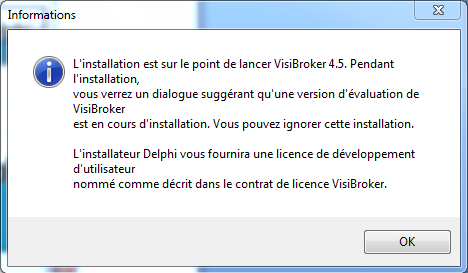 Informations
L'installation est sur le point de lancer VisiBroker 4.5. Pendant
l'installation,
vous verrez un dialogue suggérant qu'une version d'évaluation de
VisiBroker
est en cours d'installation. Vous pouvez ignorer cette installation.
L'installateur Delphi vous fournira une licence de développement
d'utilisateur
nommé comme décrit dans le contrat de licence VisiBroker.
OK